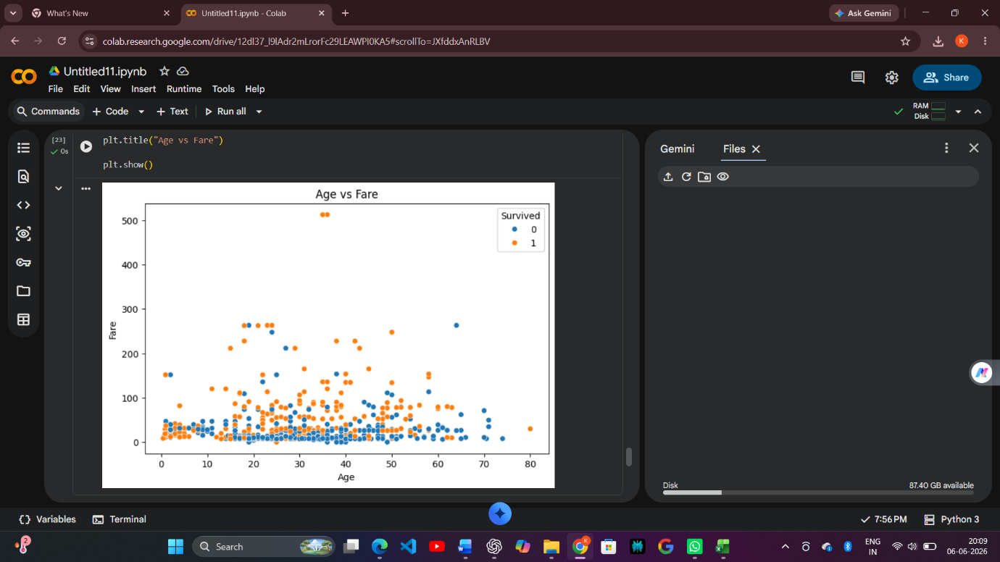 What's New
Untitled11.ipynb - Colab
Ask Gemini
colab.research.google.com/drive/12dl37_l9lAdr2mLrorFc29LEAWPl0KA5#scrollTo=JXfddxAnRLBV
K
Untitled11.ipynb
File Edit View Insert Runtime Tools Help
Share
Commands + Code + Text Run all
RAM
Disk
[23]
0s
plt.title("Age vs Fare")
plt.show()
Gemini
Files
Age vs Fare
Survived
0
1
500
400
300
200
100
0
Fare
0 10 20 30 40 50 60 70 80
Age
Disk
87.40 GB available
Variables
Terminal
7:56 PM
Python 3
2
Search
ENG
IN
20:09
06-06-2026